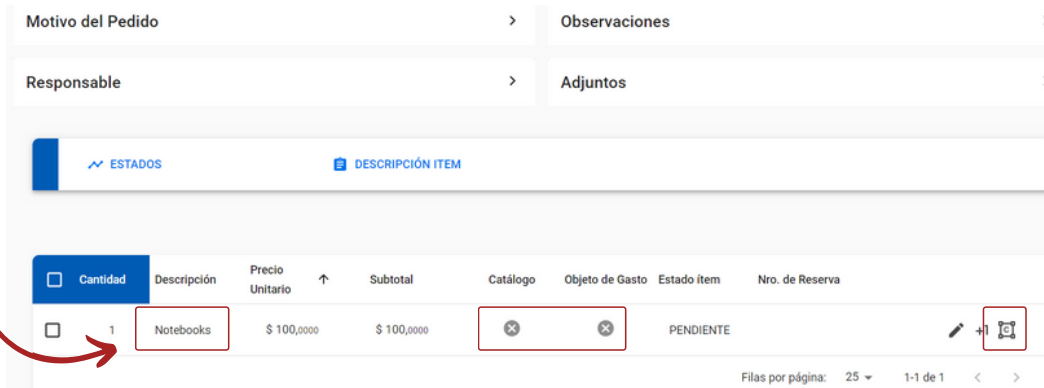 Motivo del Pedido
Observaciones
Responsable
Adjuntos
ESTADOS
DESCRIPCIÓN ITEM
Cantidad Descripción Precio Unitario Subtotal Catálogo Objeto de Gasto Estado ítem Nro. de Reserva
1 Notebooks $ 100,0000 $ 100,0000 PENDIENTE +1 C
Filas por página: 25 1-1 de 1